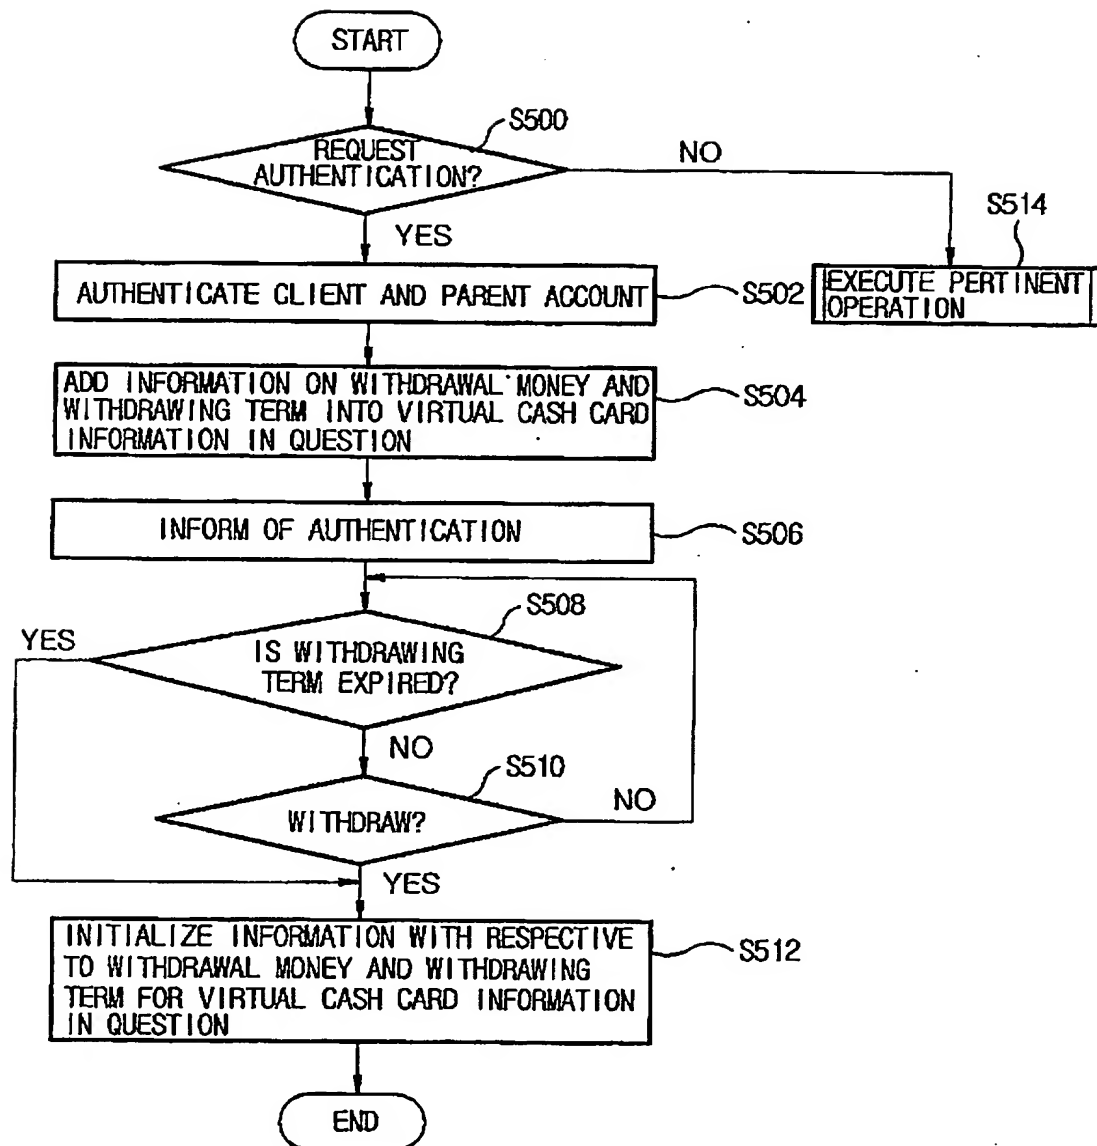 START
S500
REQUEST
AUTHENTICATION?
NO
YES
S514
EXECUTE PERTINENT
OPERATION
AUTHENTICATE CLIENT AND PARENT ACCOUNT
S502
ADD INFORMATION ON WITHDRAWAL MONEY AND
WITHDRAWING TERM INTO VIRTUAL CASH CARD
INFORMATION IN QUESTION
S504
INFORM OF AUTHENTICATION
S506
S508
YES
IS WITHDRAWING
TERM EXPIRED?
NO
S510
WITHDRAW?
NO
YES
INITIALIZE INFORMATION WITH RESPECTIVE
TO WITHDRAWAL MONEY AND WITHDRAWING
TERM FOR VIRTUAL CASH CARD INFORMATION
IN QUESTION
S512
END